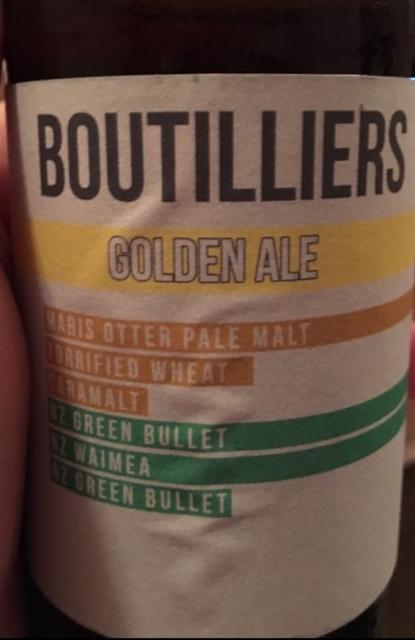 BOUTILLIERS
GOLDEN ALE
MARIS OTTER PALE MALT
TORRIFIED WHEAT
CARAMALT
NZ GREEN BULLET
NZ WAIMEA
NZ GREEN BULLET